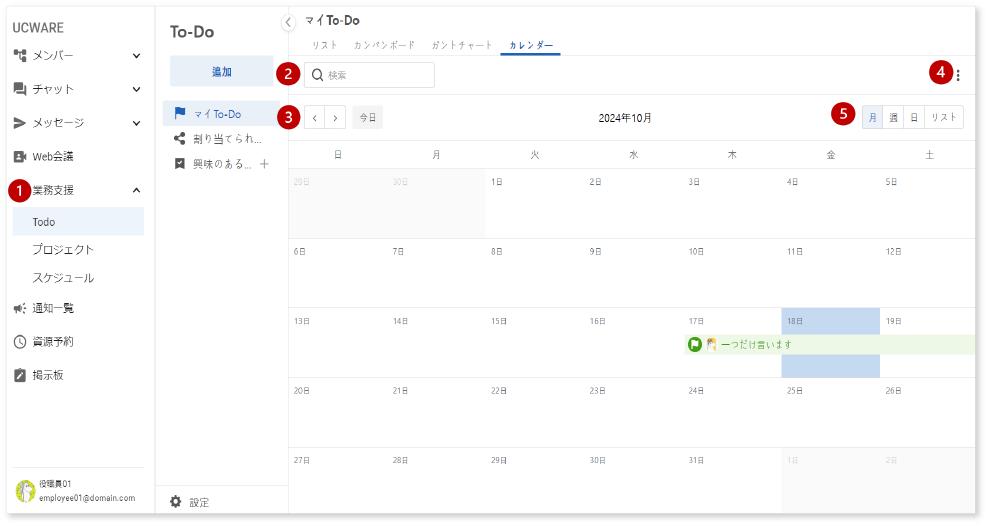 UCWARE
メンバー
チャット
メッセージ
Web会議
1
業務支援
Todo
プロジェクト
スケジュール
通知一覧
資源予約
掲示板
役職員01
employee01@domain.com
To-Do
追加
マイTo-Do
割り当てられ...
興味のある... +
設定
マイTo-Do
リスト カンバンボード ガントチャート カレンダー
2 検索 4
3 < > 今日 2024年10月 5 月 週 日 リスト
日 月 火 水 木 金 土
29日 30日 1日 2日 3日 4日 5日
6日 7日 8日 9日 10日 11日 12日
13日 14日 15日 16日 17日 18日 19日
一つだけ言います
20日 21日 22日 23日 24日 25日 26日
27日 28日 29日 30日 31日 1日 2日